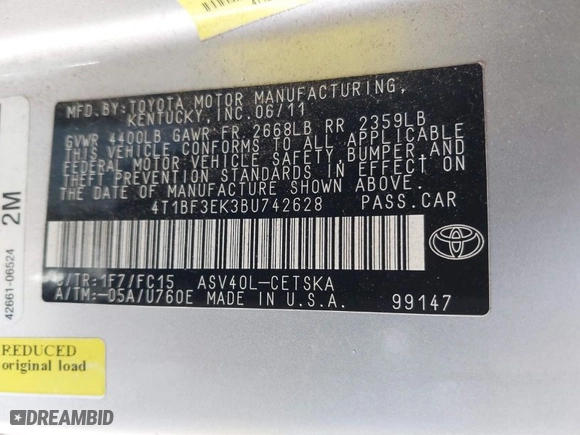 MFD.BY:TOYOTA MOTOR MANUFACTURING,
KENTUCKY,INC.06/11
GVWR 4400LB GAWR FR 2668LB RR 2359LB
THIS VEHICLE CONFORMS TO ALL APPLICABLE
FEDERAL MOTOR VEHICLE SAFETY,BUMPER AND
THEFT PREVENTION STANDARDS IN EFFECT ON THE
DATE OF MANUFACTURE SHOWN ABOVE.
4T1BF3EK3BU742628 PASS.CAR
C/TR:1F7/FC15 ASV40L-CETSKA
A/TM:-05A/U760E MADE IN U.S.A.
99147
TOYOTA
42661-06524
2M
REDUCED
original load
DREAMBID